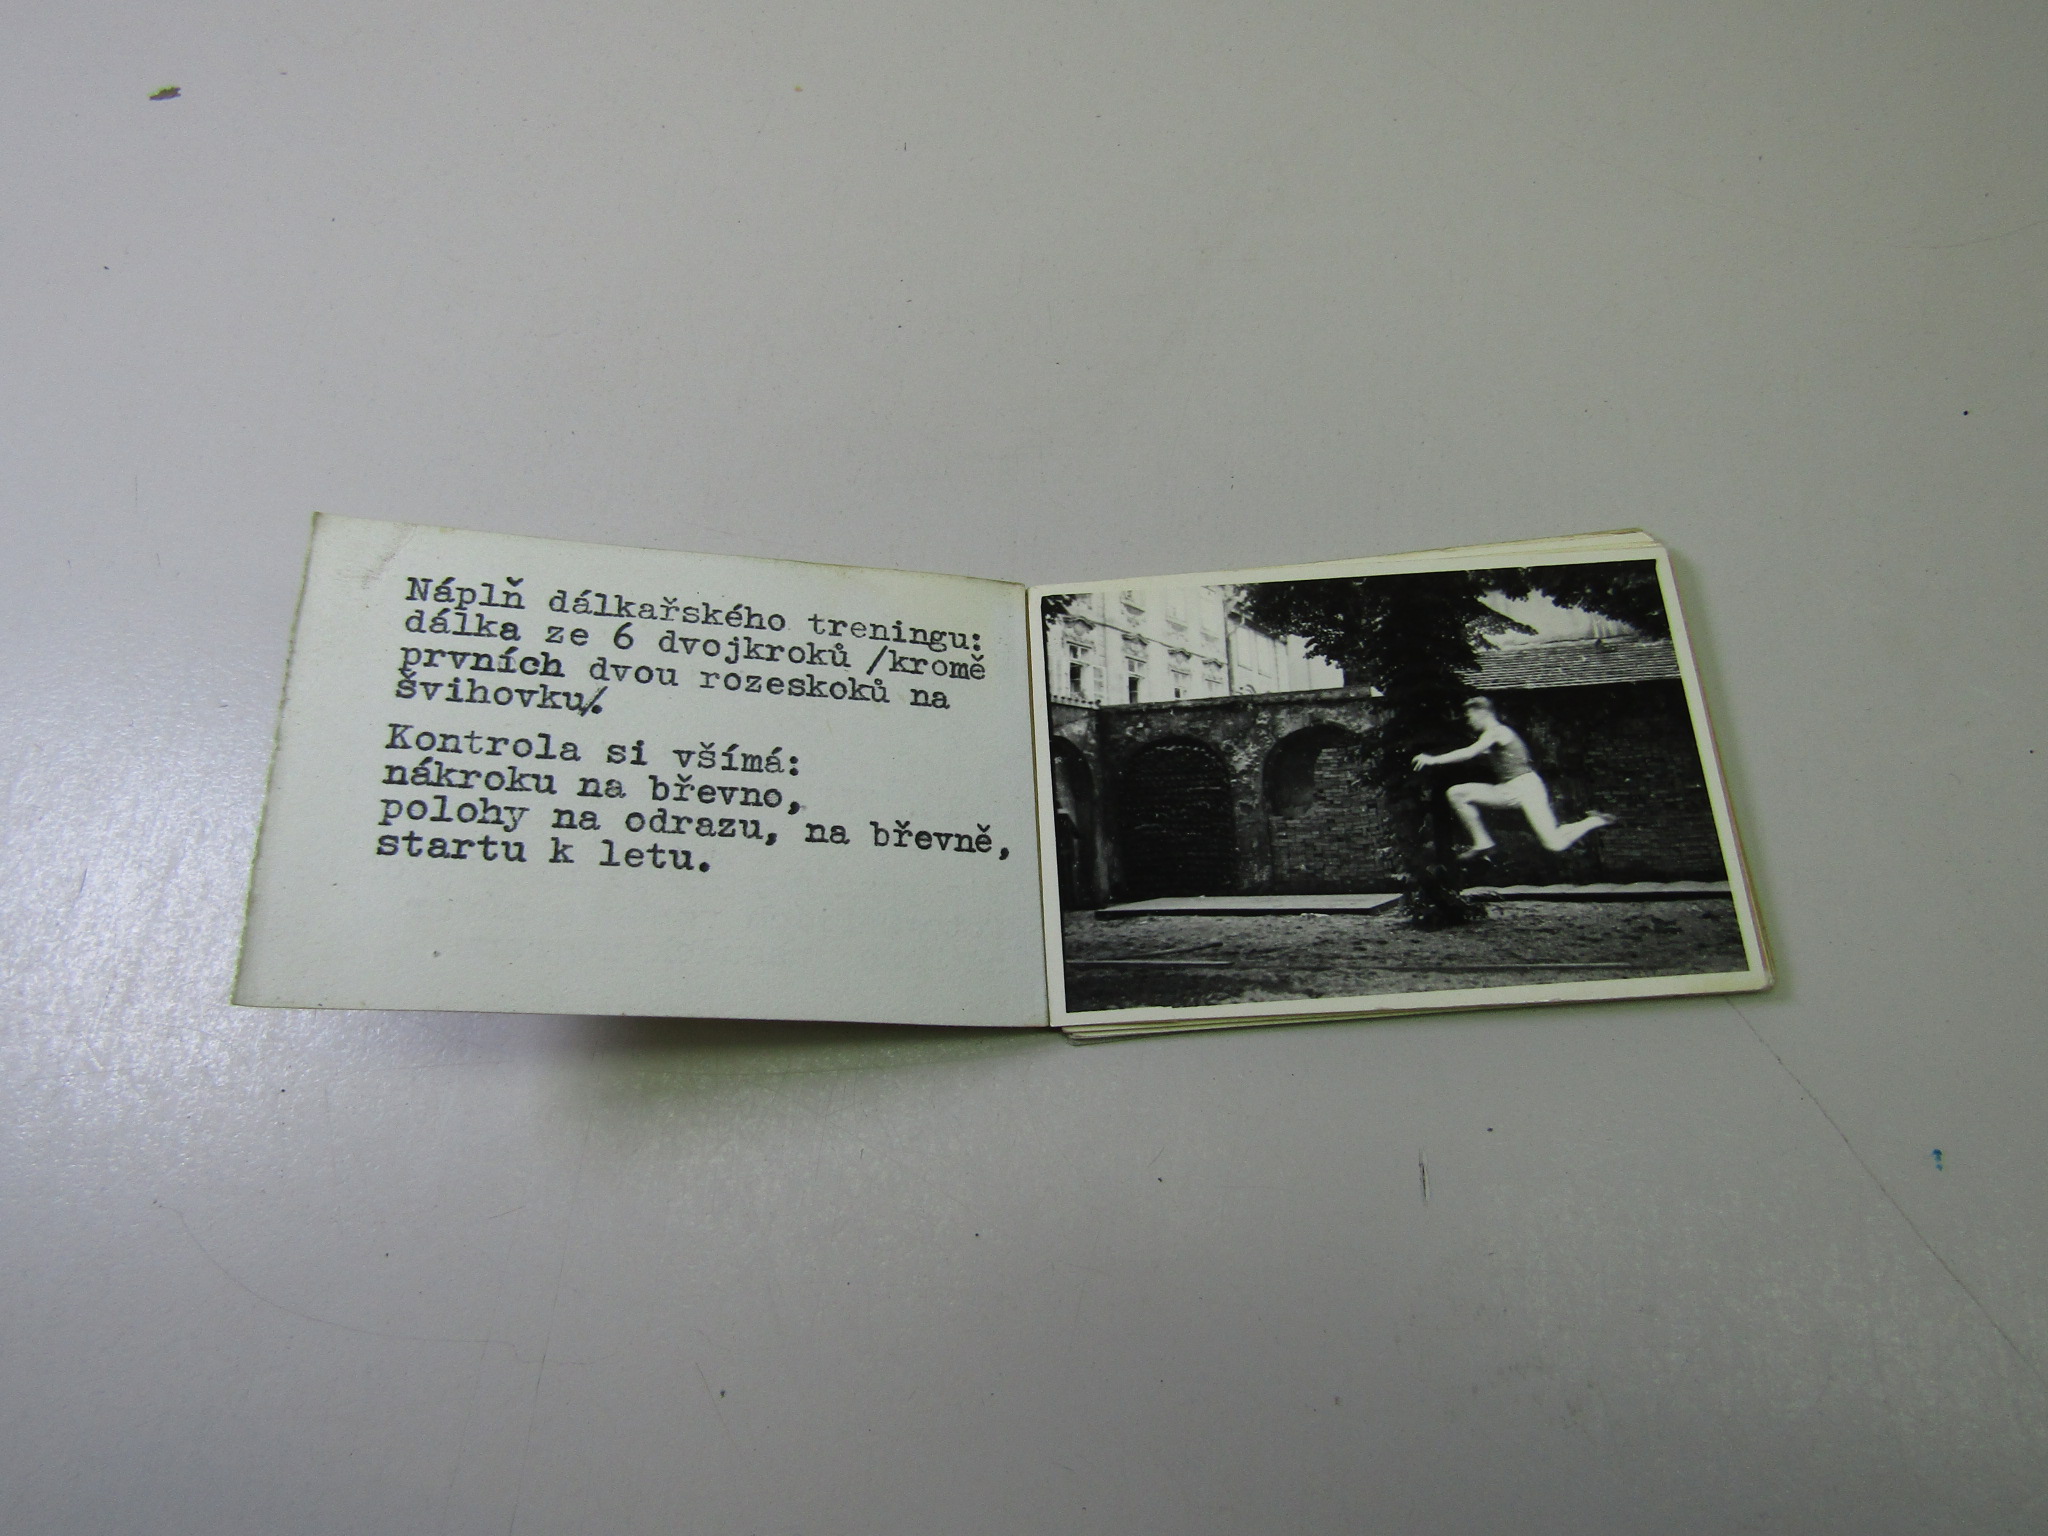 Náplň dálkařského treningu:
dálka ze 6 dvojkroků /kromě
prvních dvou rozeskoků na
švihovku/.
Kontrola si všímá:
nákroku na břevno,
polohy na odrazu, na břevně,
startu k letu.